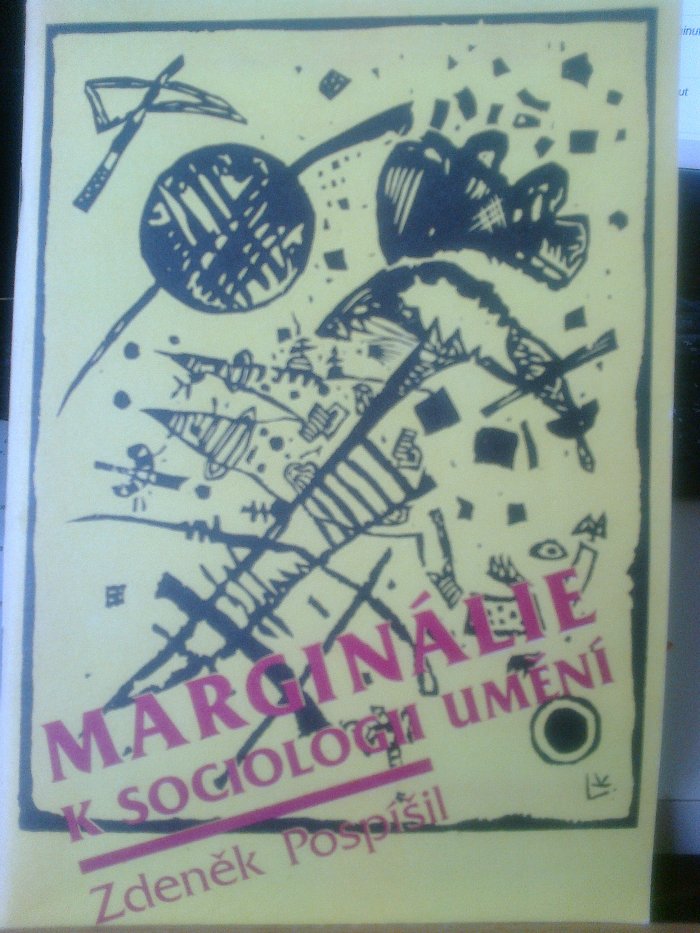 MARGINÁLIE
K SOCIOLOGII UMĚNÍ
Zdeněk Pospíšil
K